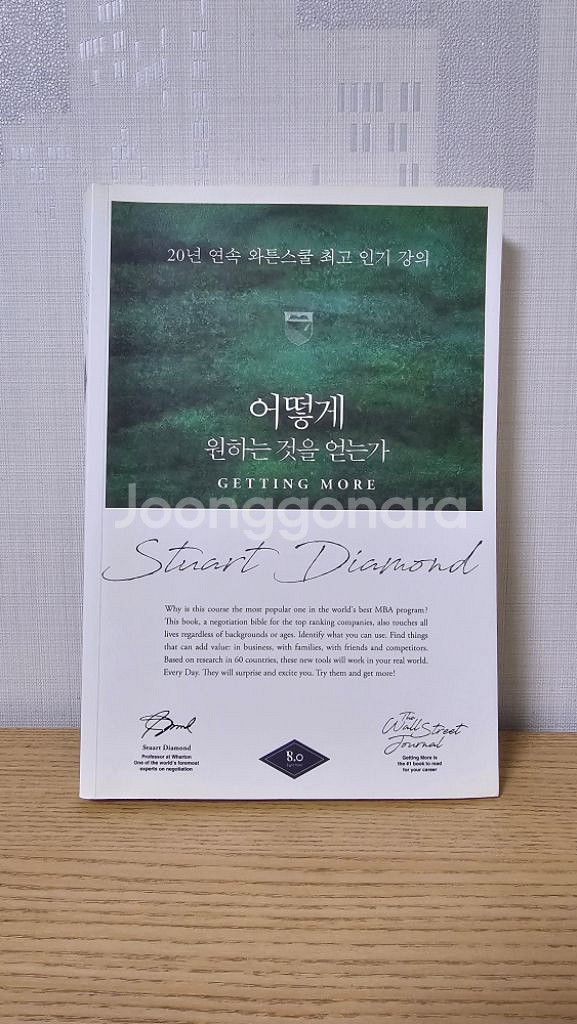 20년 연속 와튼스쿨 최고 인기 강의
어떻게
원하는 것을 얻는가
GETTING MORE
Joonggonara
Stuart Diamond
Why is this course the most popular one in the world's best MBA program?
This book, a negotiation bible for the top ranking companies, also touches all
lives regardless of backgrounds or ages. Identify what you can use. Find things
that can add value: in business, with families, with friends and competitors.
Based on research in 60 countries, these new tools will work in your real world.
Every Day. They will surprise and excite you. Try them and get more!
Stuart Diamond
Professor at Wharton
One of the world's foremost
experts on negotiation
8.0
The
Wall Street
Journal
Getting More is
the #1 book to read
for your career